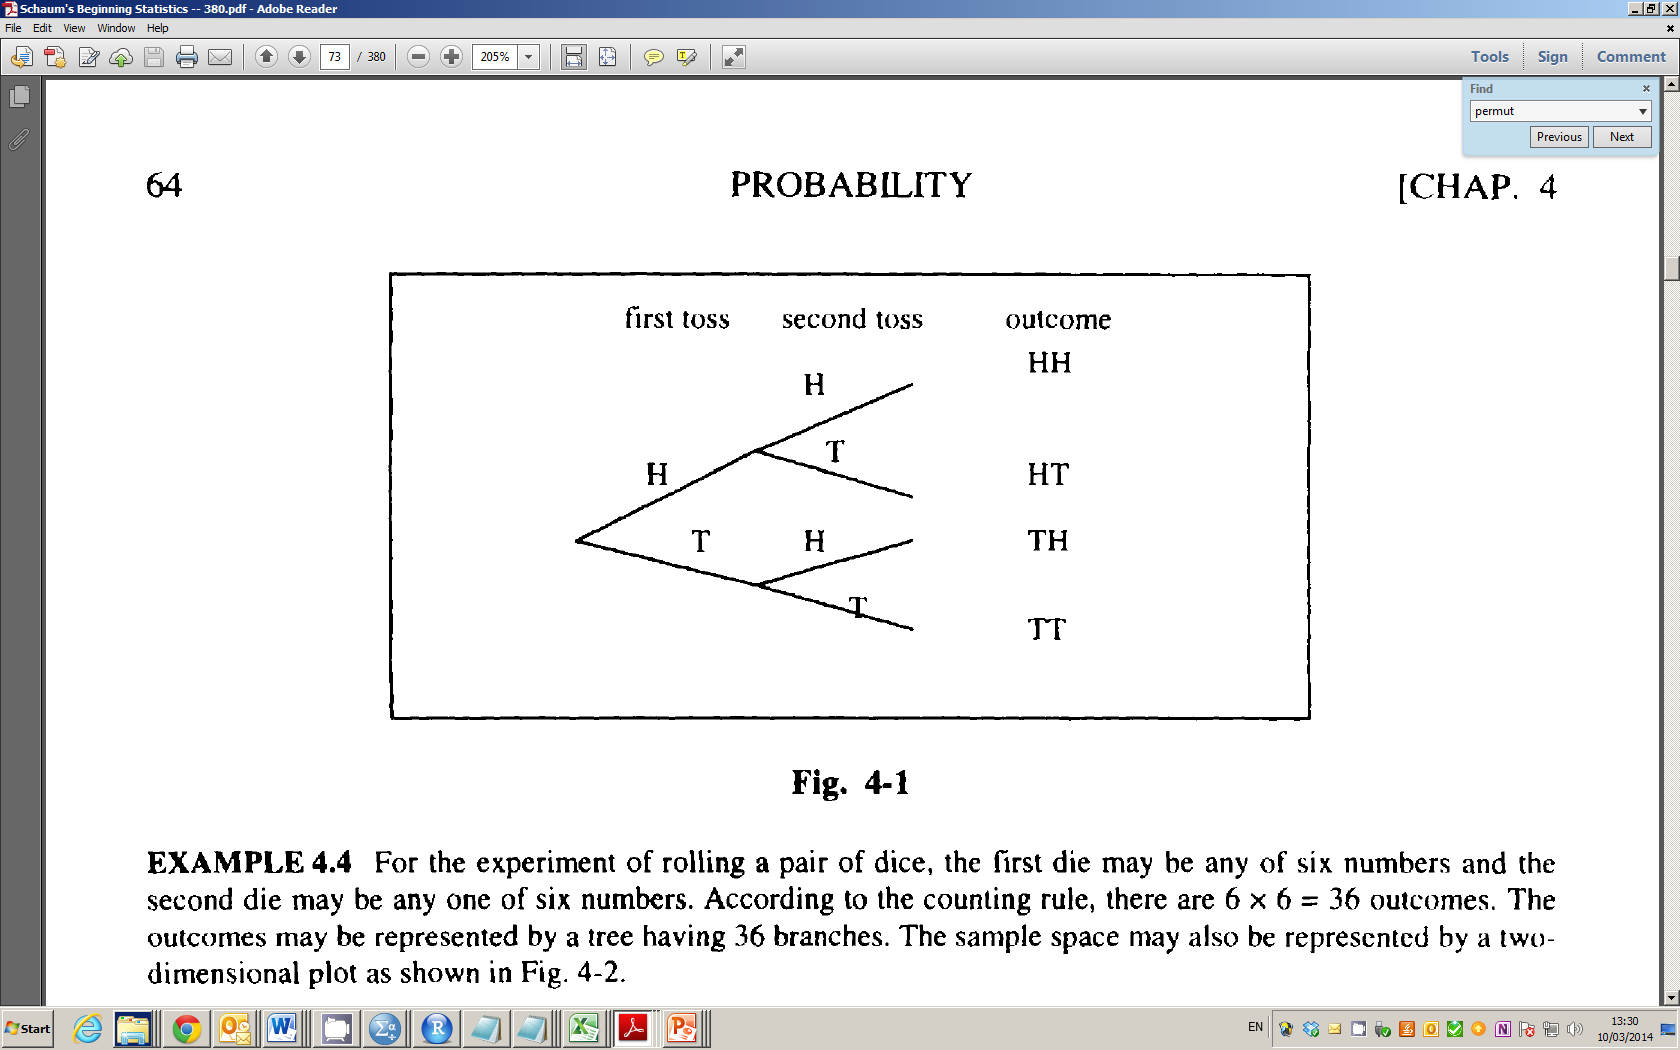 Schaum's Beginning Statistics -- 380.pdf - Adobe Reader
File Edit View Window Help
73 / 380 205% Tools Sign Comment
Find
permut
Previous Next
64 PROBABILITY [CHAP. 4
first toss second toss outcome
HH
H
T
H HT
T H TH
T
TT
Fig. 4-1
EXAMPLE 4.4 For the experiment of rolling a pair of dice, the first die may be any of six numbers and the
second die may be any one of six numbers. According to the counting rule, there are 6 x 6 = 36 outcomes. The
outcomes may be represented by a tree having 36 branches. The sample space may also be represented by a two-
dimensional plot as shown in Fig. 4-2.
Start EN 13:30
10/03/2014